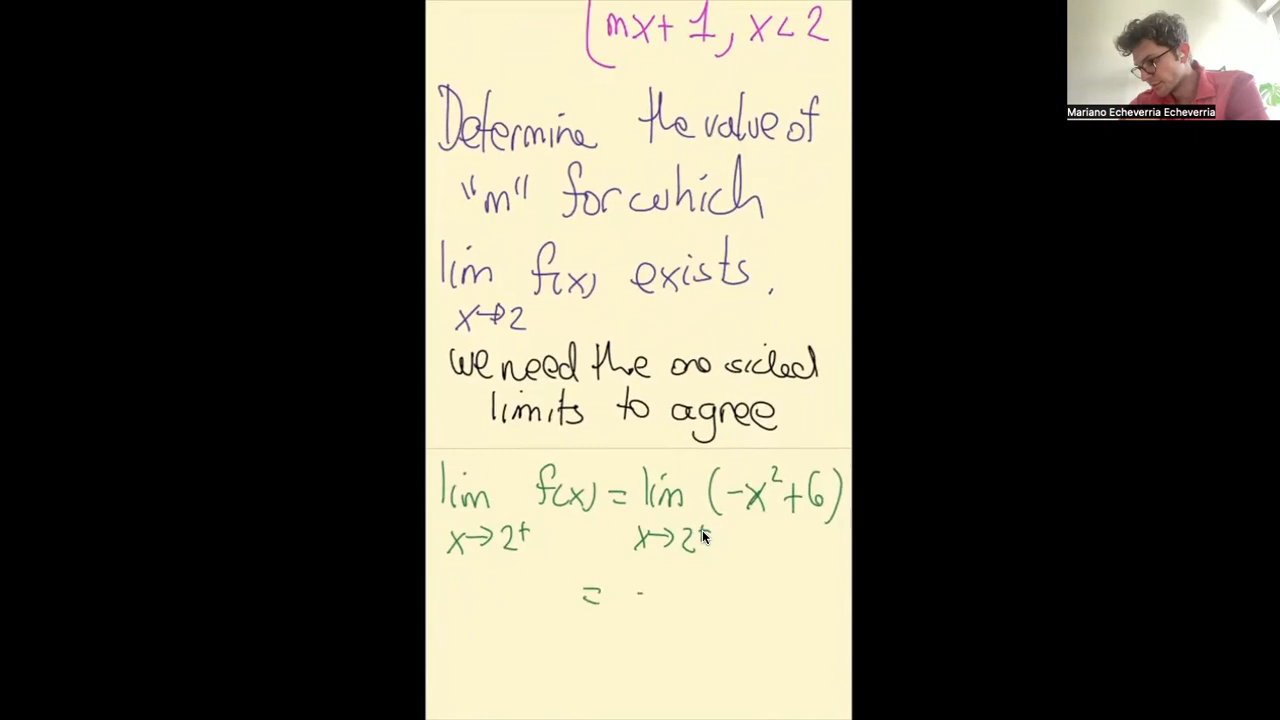 mx+1, x<2
Mariano Echeverria Echeverria
Determine the value of
"m" for which
lim f(x) exists.
x→2
we need the one sided
limits to agree
lim f(x) = lim (-x²+6)
x→2⁺ x→2⁺
= -